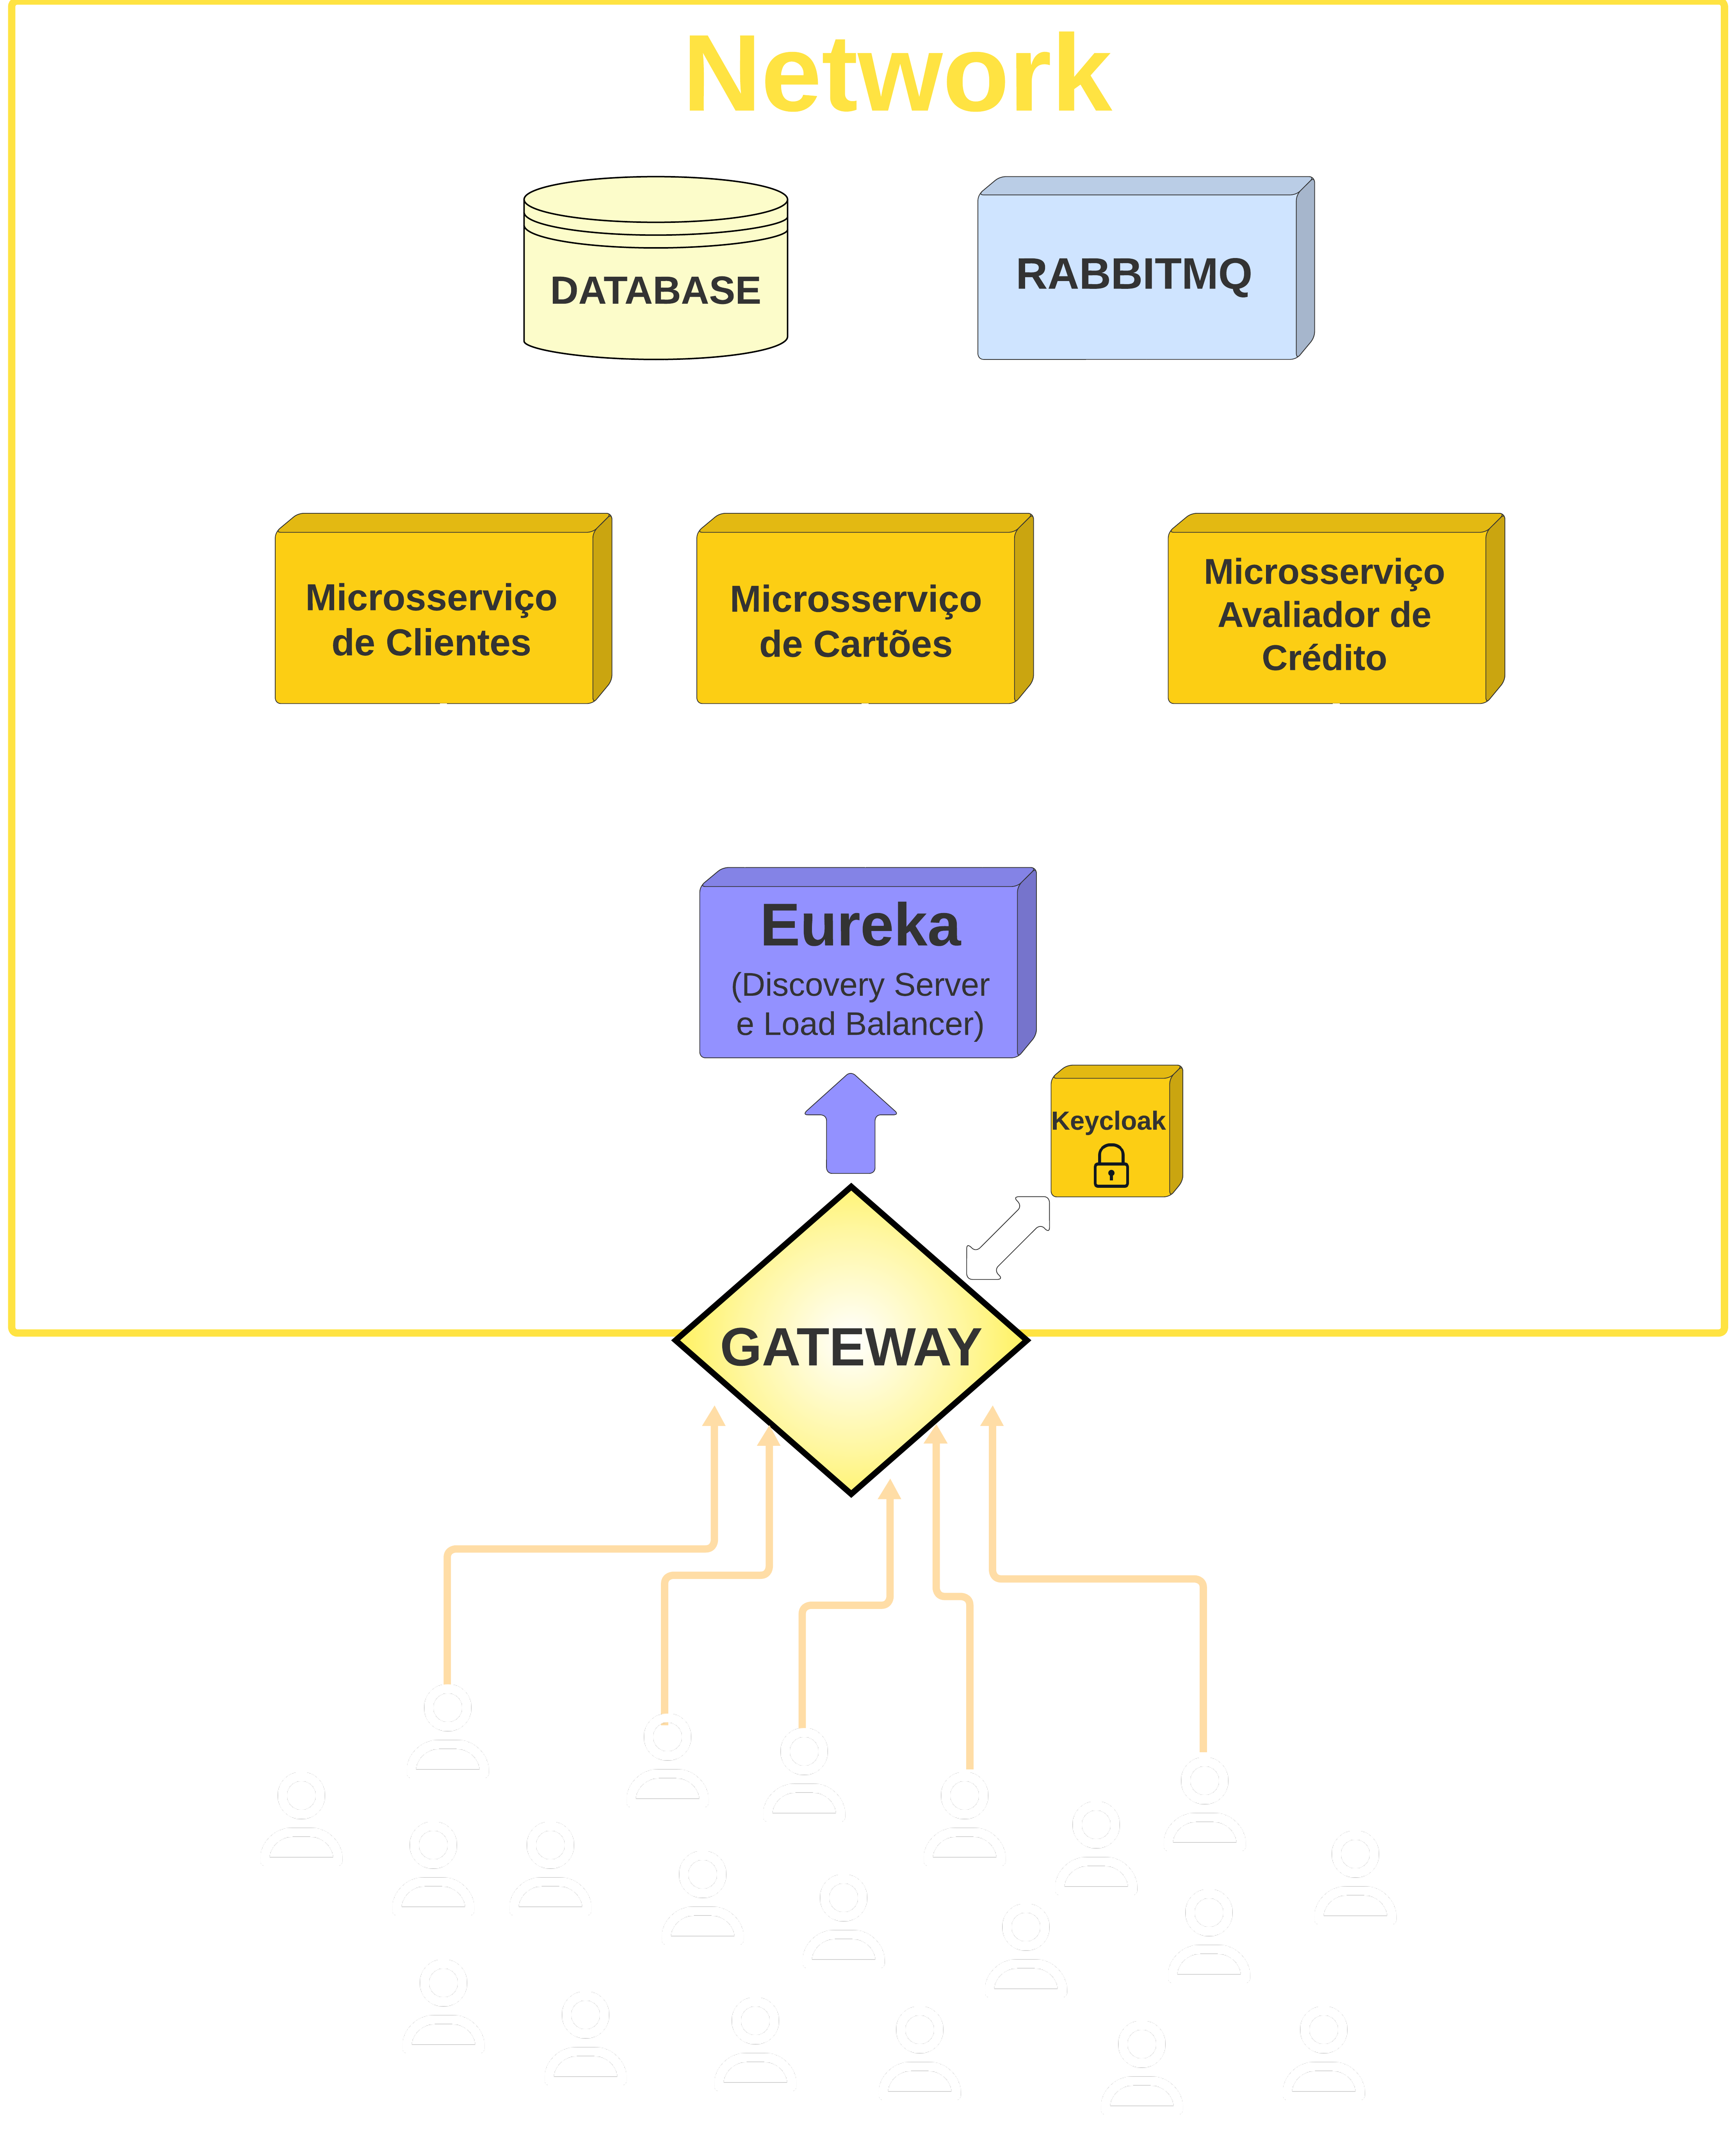 Network
DATABASE
RABBITMQ
Microsserviço
de Clientes
Microsserviço
de Cartões
Microsserviço
Avaliador de
Crédito
Eureka
(Discovery Server
e Load Balancer)
Keycloak
GATEWAY